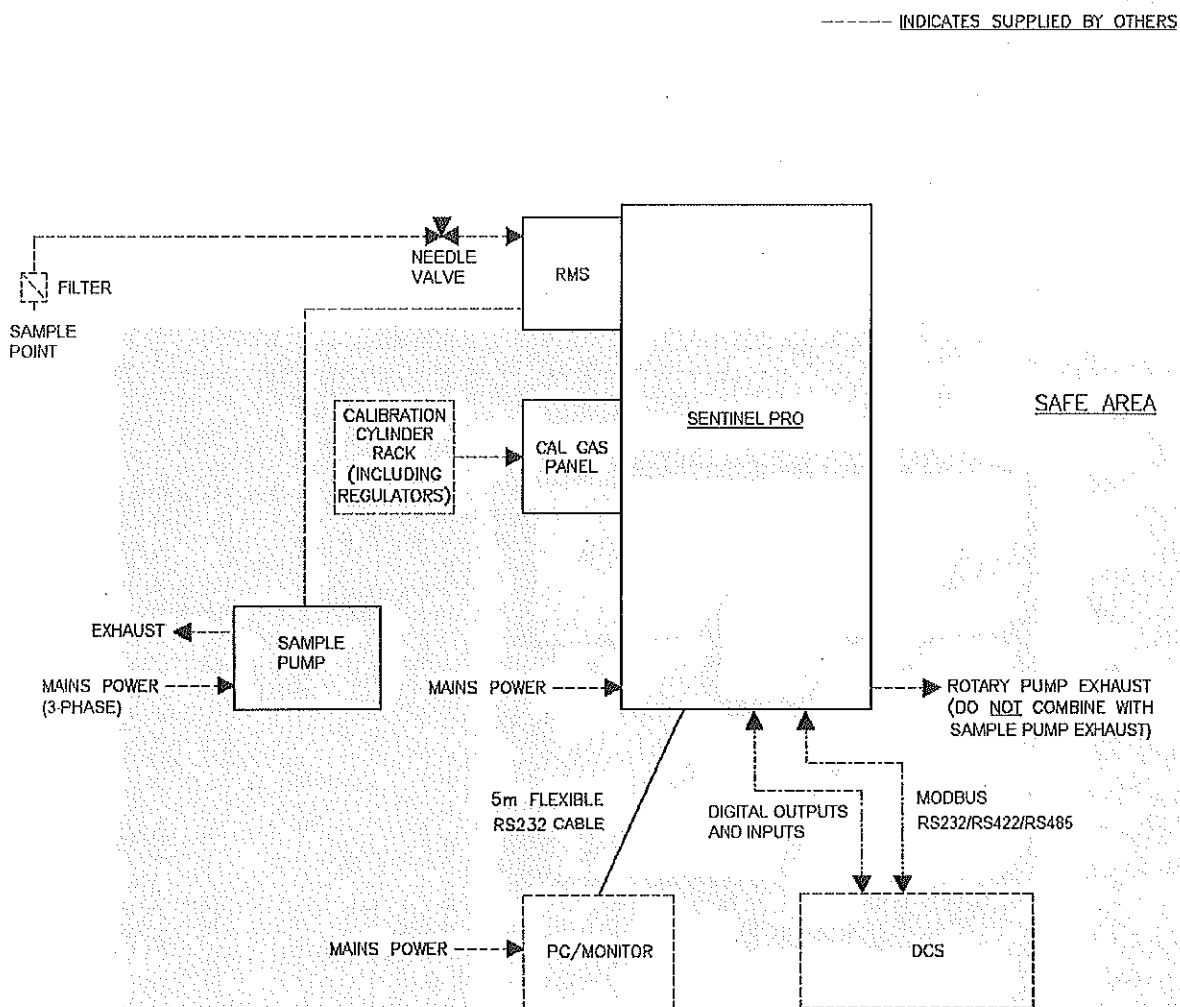 ------ INDICATES SUPPLIED BY OTHERS
NEEDLE
VALVE
RMS
FILTER
SAMPLE
POINT
CALIBRATION
CYLINDER
RACK
(INCLUDING
REGULATORS)
CAL GAS
PANEL
SENTINEL PRO
SAFE AREA
EXHAUST
SAMPLE
PUMP
MAINS POWER
(3-PHASE)
MAINS POWER
ROTARY PUMP EXHAUST
(DO NOT COMBINE WITH
SAMPLE PUMP EXHAUST)
5m FLEXIBLE
RS232 CABLE
DIGITAL OUTPUTS
AND INPUTS
MODBUS
RS232/RS422/RS485
MAINS POWER
PC/MONITOR
DCS